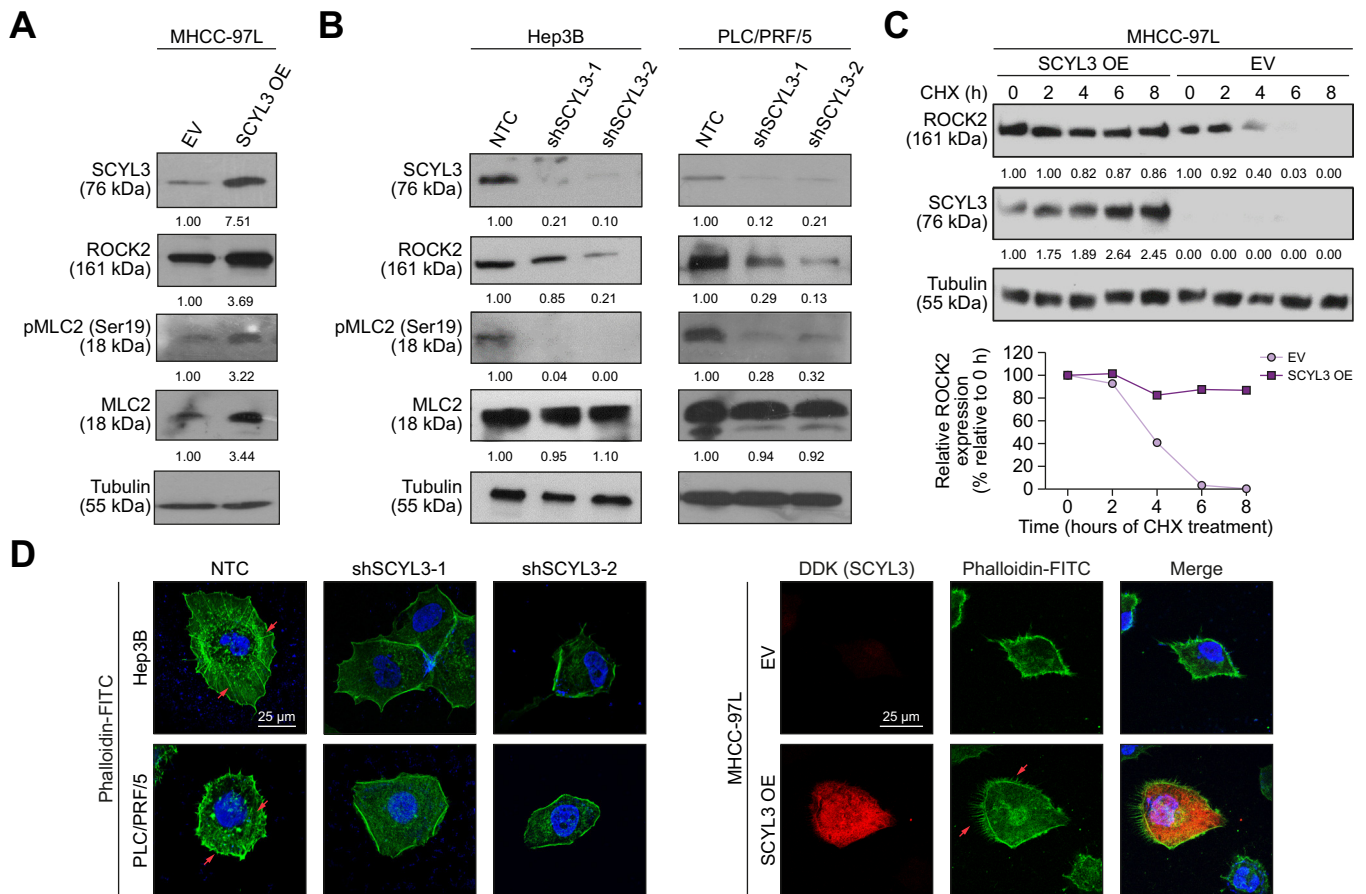 A
MHCC-97L
EV
SCYL3 OE
SCYL3
(76 kDa)
1.00 7.51
ROCK2
(161 kDa)
1.00 3.69
pMLC2 (Ser19)
(18 kDa)
1.00 3.22
MLC2
(18 kDa)
1.00 3.44
Tubulin
(55 kDa)
B
Hep3B PLC/PRF/5
NTC shSCYL3-1 shSCYL3-2 NTC shSCYL3-1 shSCYL3-2
SCYL3
(76 kDa)
1.00 0.21 0.10 1.00 0.12 0.21
ROCK2
(161 kDa)
1.00 0.85 0.21 1.00 0.29 0.13
pMLC2 (Ser19)
(18 kDa)
1.00 0.04 0.00 1.00 0.28 0.32
MLC2
(18 kDa)
1.00 0.95 1.10 1.00 0.94 0.92
Tubulin
(55 kDa)
C
MHCC-97L
SCYL3 OE EV
CHX (h) 0 2 4 6 8 0 2 4 6 8
ROCK2
(161 kDa)
1.00 1.00 0.82 0.87 0.86 1.00 0.92 0.40 0.03 0.00
SCYL3
(76 kDa)
1.00 1.75 1.89 2.64 2.45 0.00 0.00 0.00 0.00 0.00
Tubulin
(55 kDa)
Relative ROCK2
expression
(% relative to 0 h)
120
100
80
60
40
20
0
EV
SCYL3 OE
0 2 4 6 8
Time (hours of CHX treatment)
D
NTC shSCYL3-1 shSCYL3-2
Phalloidin-FITC
Hep3B
25 µm
PLC/PRF/5
DDK (SCYL3) Phalloidin-FITC Merge
MHCC-97L
EV
25 µm
SCYL3 OE